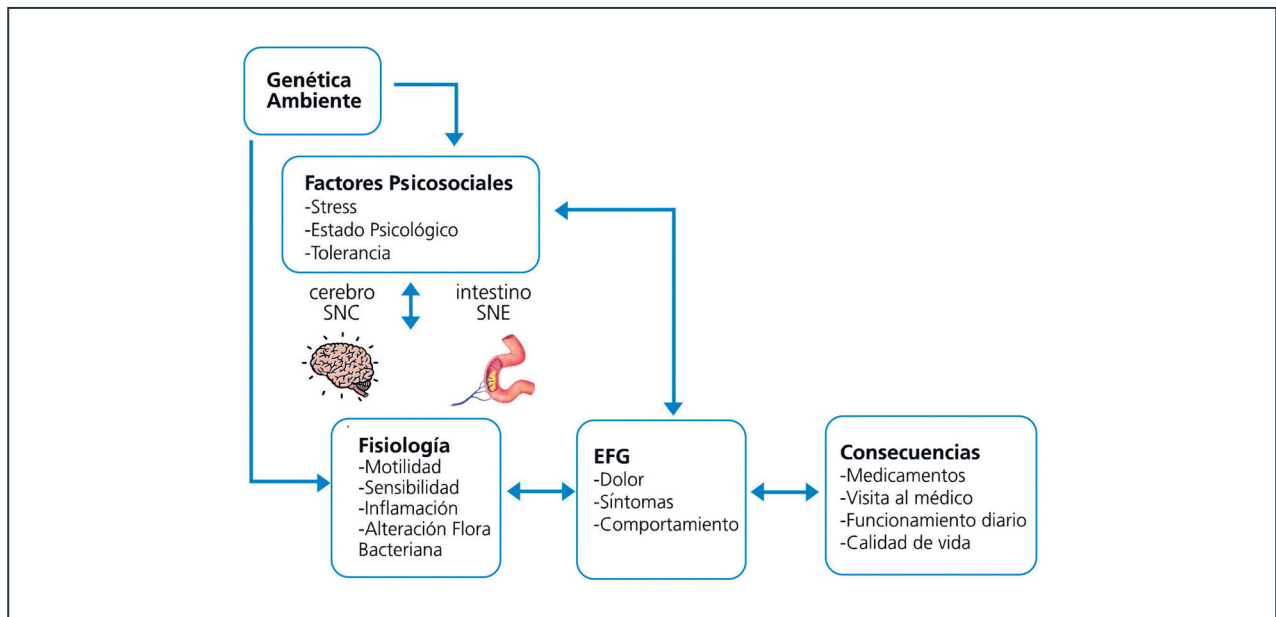 Genética
Ambiente
Factores Psicosociales
-Stress
-Estado Psicológico
-Tolerancia
cerebro
SNC
intestino
SNE
Fisiología
-Motilidad
-Sensibilidad
-Inflamación
-Alteración Flora
Bacteriana
EFG
-Dolor
-Síntomas
-Comportamiento
Consecuencias
-Medicamentos
-Visita al médico
-Funcionamiento diario
-Calidad de vida